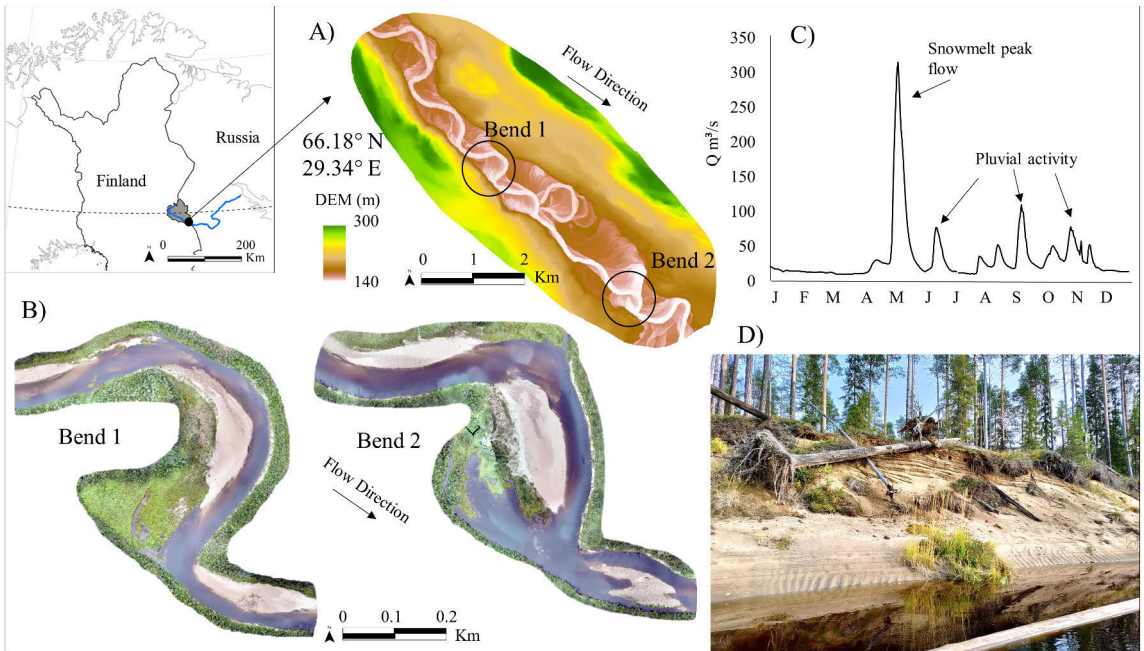 Russia
Finland
N
0 200
Km
A)
Flow Direction
66.18° N
29.34° E
DEM (m)
300
140
Bend 1
Bend 2
N
0 1 2
Km
B)
Bend 1
Bend 2
Flow Direction
N
0 0.1 0.2
Km
C)
Q m³/s
350
300
250
200
150
100
50
0
Snowmelt peak
flow
Pluvial activity
J F M A M J J A S O N D
D)